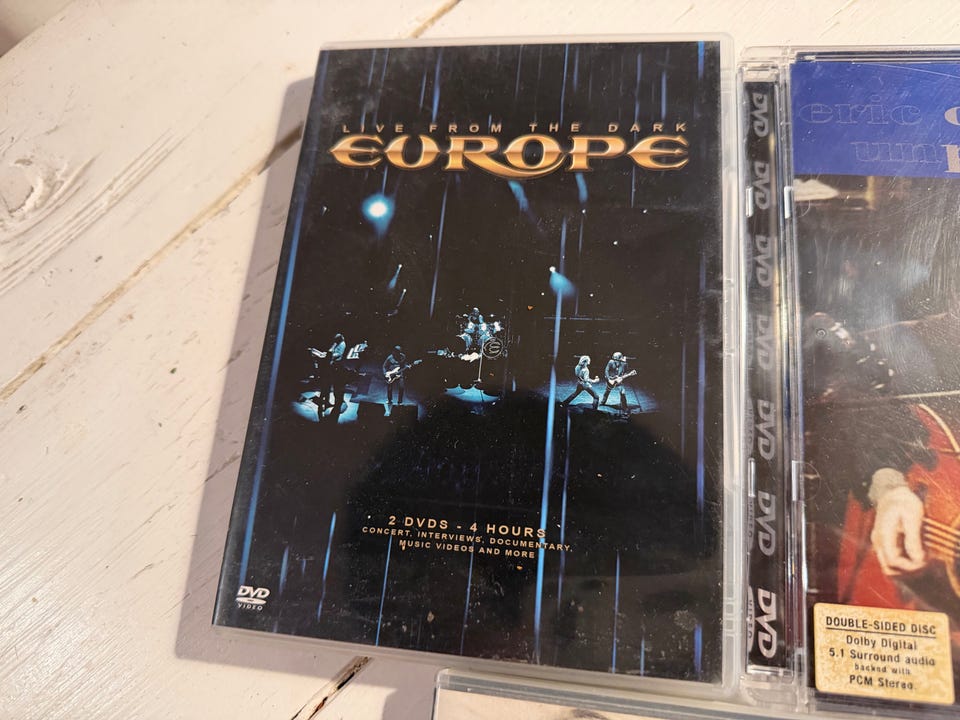 LIVE FROM THE DARK
EUROPE
2 DVDS - 4 HOURS
CONCERT, INTERVIEWS, DOCUMENTARY,
MUSIC VIDEOS AND MORE
DVD
VIDEO
DVD
DVD
DVD
DVD
DVD
DVD
DVD
eric
DOUBLE-SIDED DISC
Dolby Digital
5.1 Surround audio
backed with
PCM Stereo.